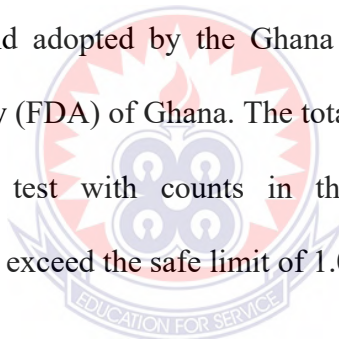 d adopted by the Ghana
(FDA) of Ghana. The tota
test with counts in th
exceed the safe limit of 1.
EDUCATION FOR SERVICE